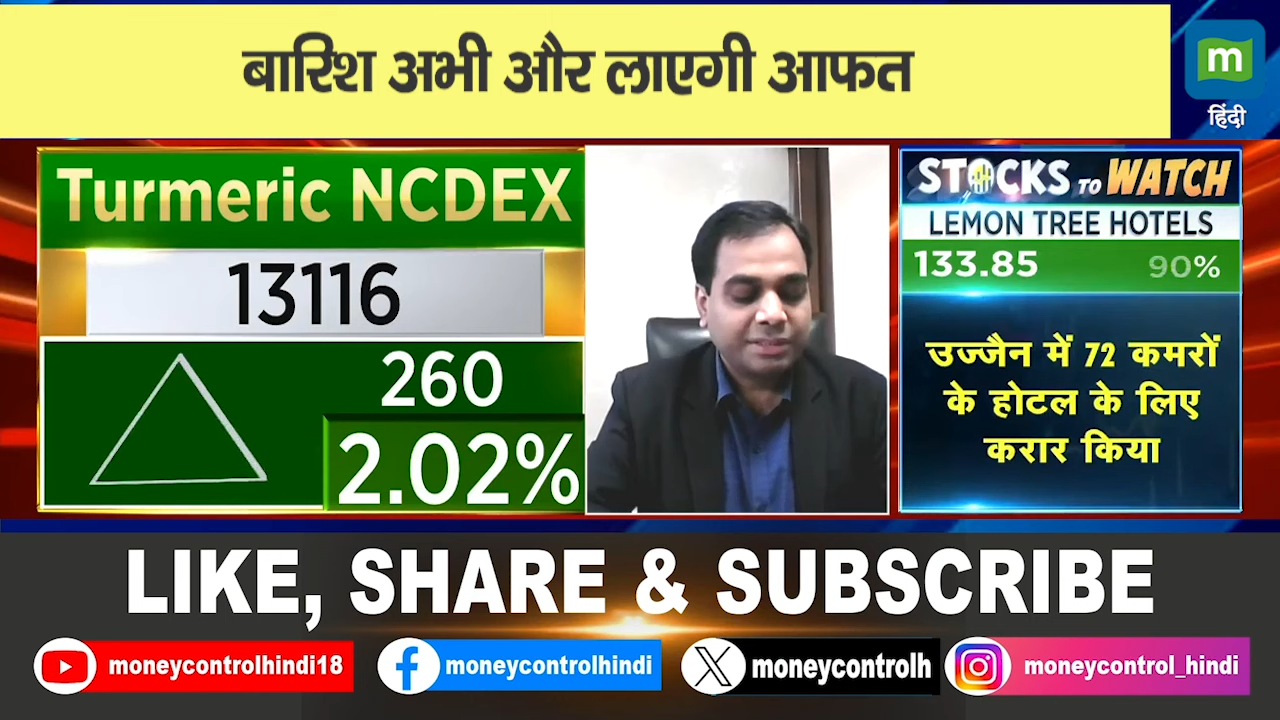 बारिश अभी और लाएगी आफत
m
हिंदी
Turmeric NCDEX
13116
260
2.02%
STOCKS TO WATCH
LEMON TREE HOTELS
133.85 90%
उज्जैन में 72 कमरों
के होटल के लिए
करार किया
LIKE, SHARE & SUBSCRIBE
moneycontrolhindi18
moneycontrolhindi
moneycontrolh
moneycontrol_hindi